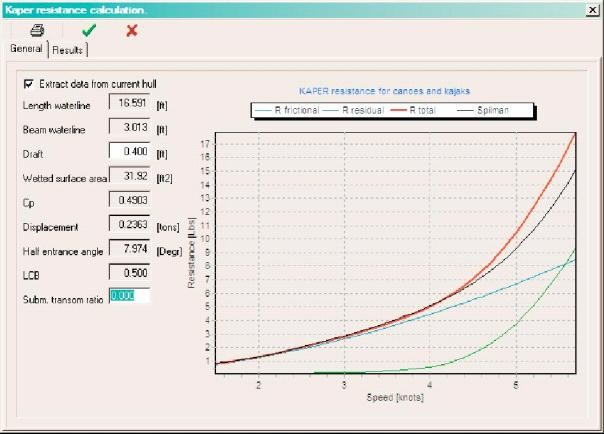 Kaper resistance calculation.
General Results
Extract data from current hull
Length waterline 16.591 [ft]
Beam waterline 3.013 [ft]
Draft 0.400 [ft]
Wetted surface area 31.92 [ft2]
Cp 0.4903
Displacement 0.2363 [tons]
Half entrance angle 7.974 [Degr]
LCB 0.500
Subm. transom ratio 0.000
KAPER resistance for canoes and kajaks
R frictional R residual R total Spilman
Resistance [Lbs]
17
16
15
14
13
12
11
10
9
8
7
6
5
4
3
2
1
2 3 4 5
Speed [knots]